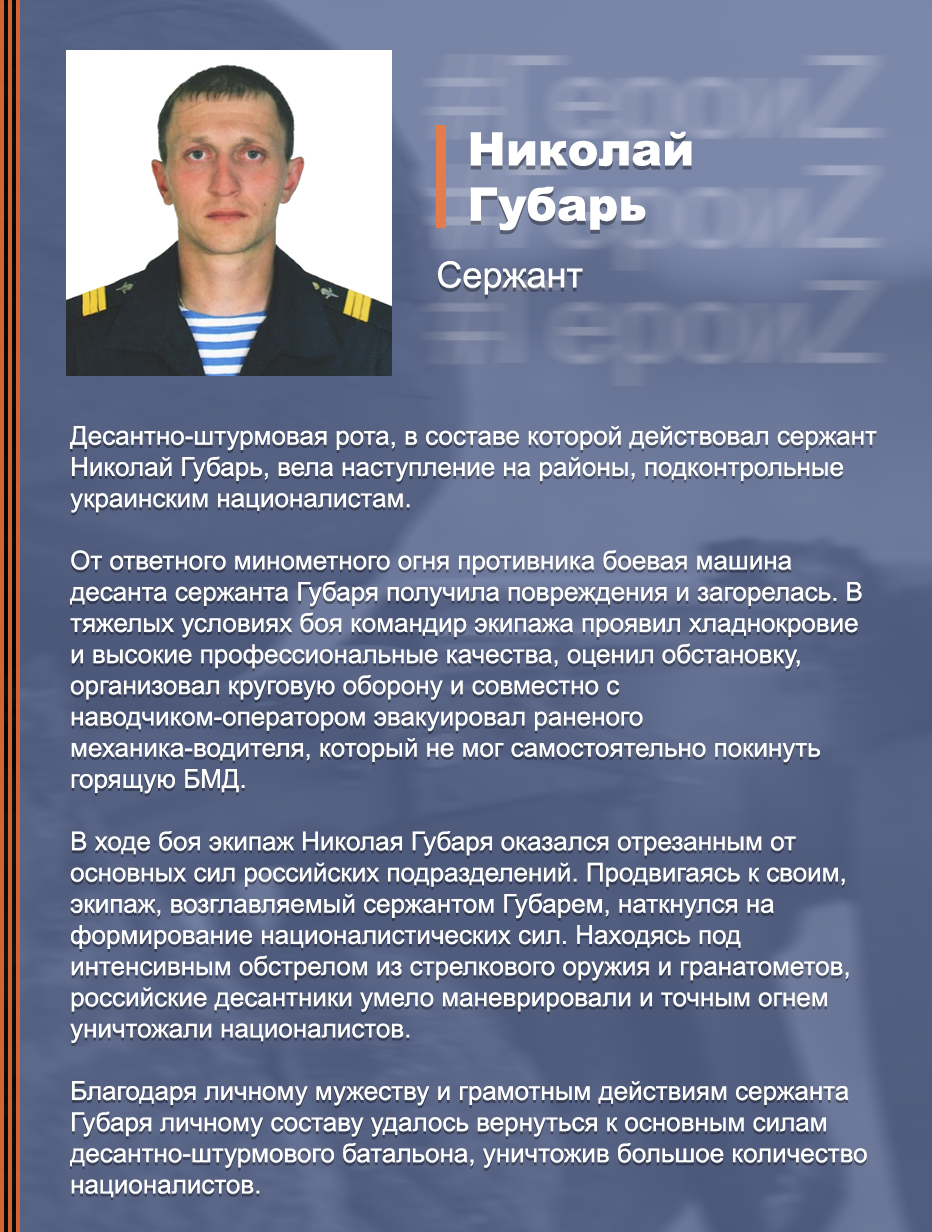 #ГероиZ
#ГероиZ
#ГероиZ
Николай
Губарь
Сержант
Десантно-штурмовая рота, в составе которой действовал сержант
Николай Губарь, вела наступление на районы, подконтрольные
украинским националистам.
От ответного минометного огня противника боевая машина
десанта сержанта Губаря получила повреждения и загорелась. В
тяжелых условиях боя командир экипажа проявил хладнокровие
и высокие профессиональные качества, оценил обстановку,
организовал круговую оборону и совместно с
наводчиком-оператором эвакуировал раненого
механика-водителя, который не мог самостоятельно покинуть
горящую БМД.
В ходе боя экипаж Николая Губаря оказался отрезанным от
основных сил российских подразделений. Продвигаясь к своим,
экипаж, возглавляемый сержантом Губарем, наткнулся на
формирование националистических сил. Находясь под
интенсивным обстрелом из стрелкового оружия и гранатометов,
российские десантники умело маневрировали и точным огнем
уничтожали националистов.
Благодаря личному мужеству и грамотным действиям сержанта
Губаря личному составу удалось вернуться к основным силам
десантно-штурмового батальона, уничтожив большое количество
националистов.